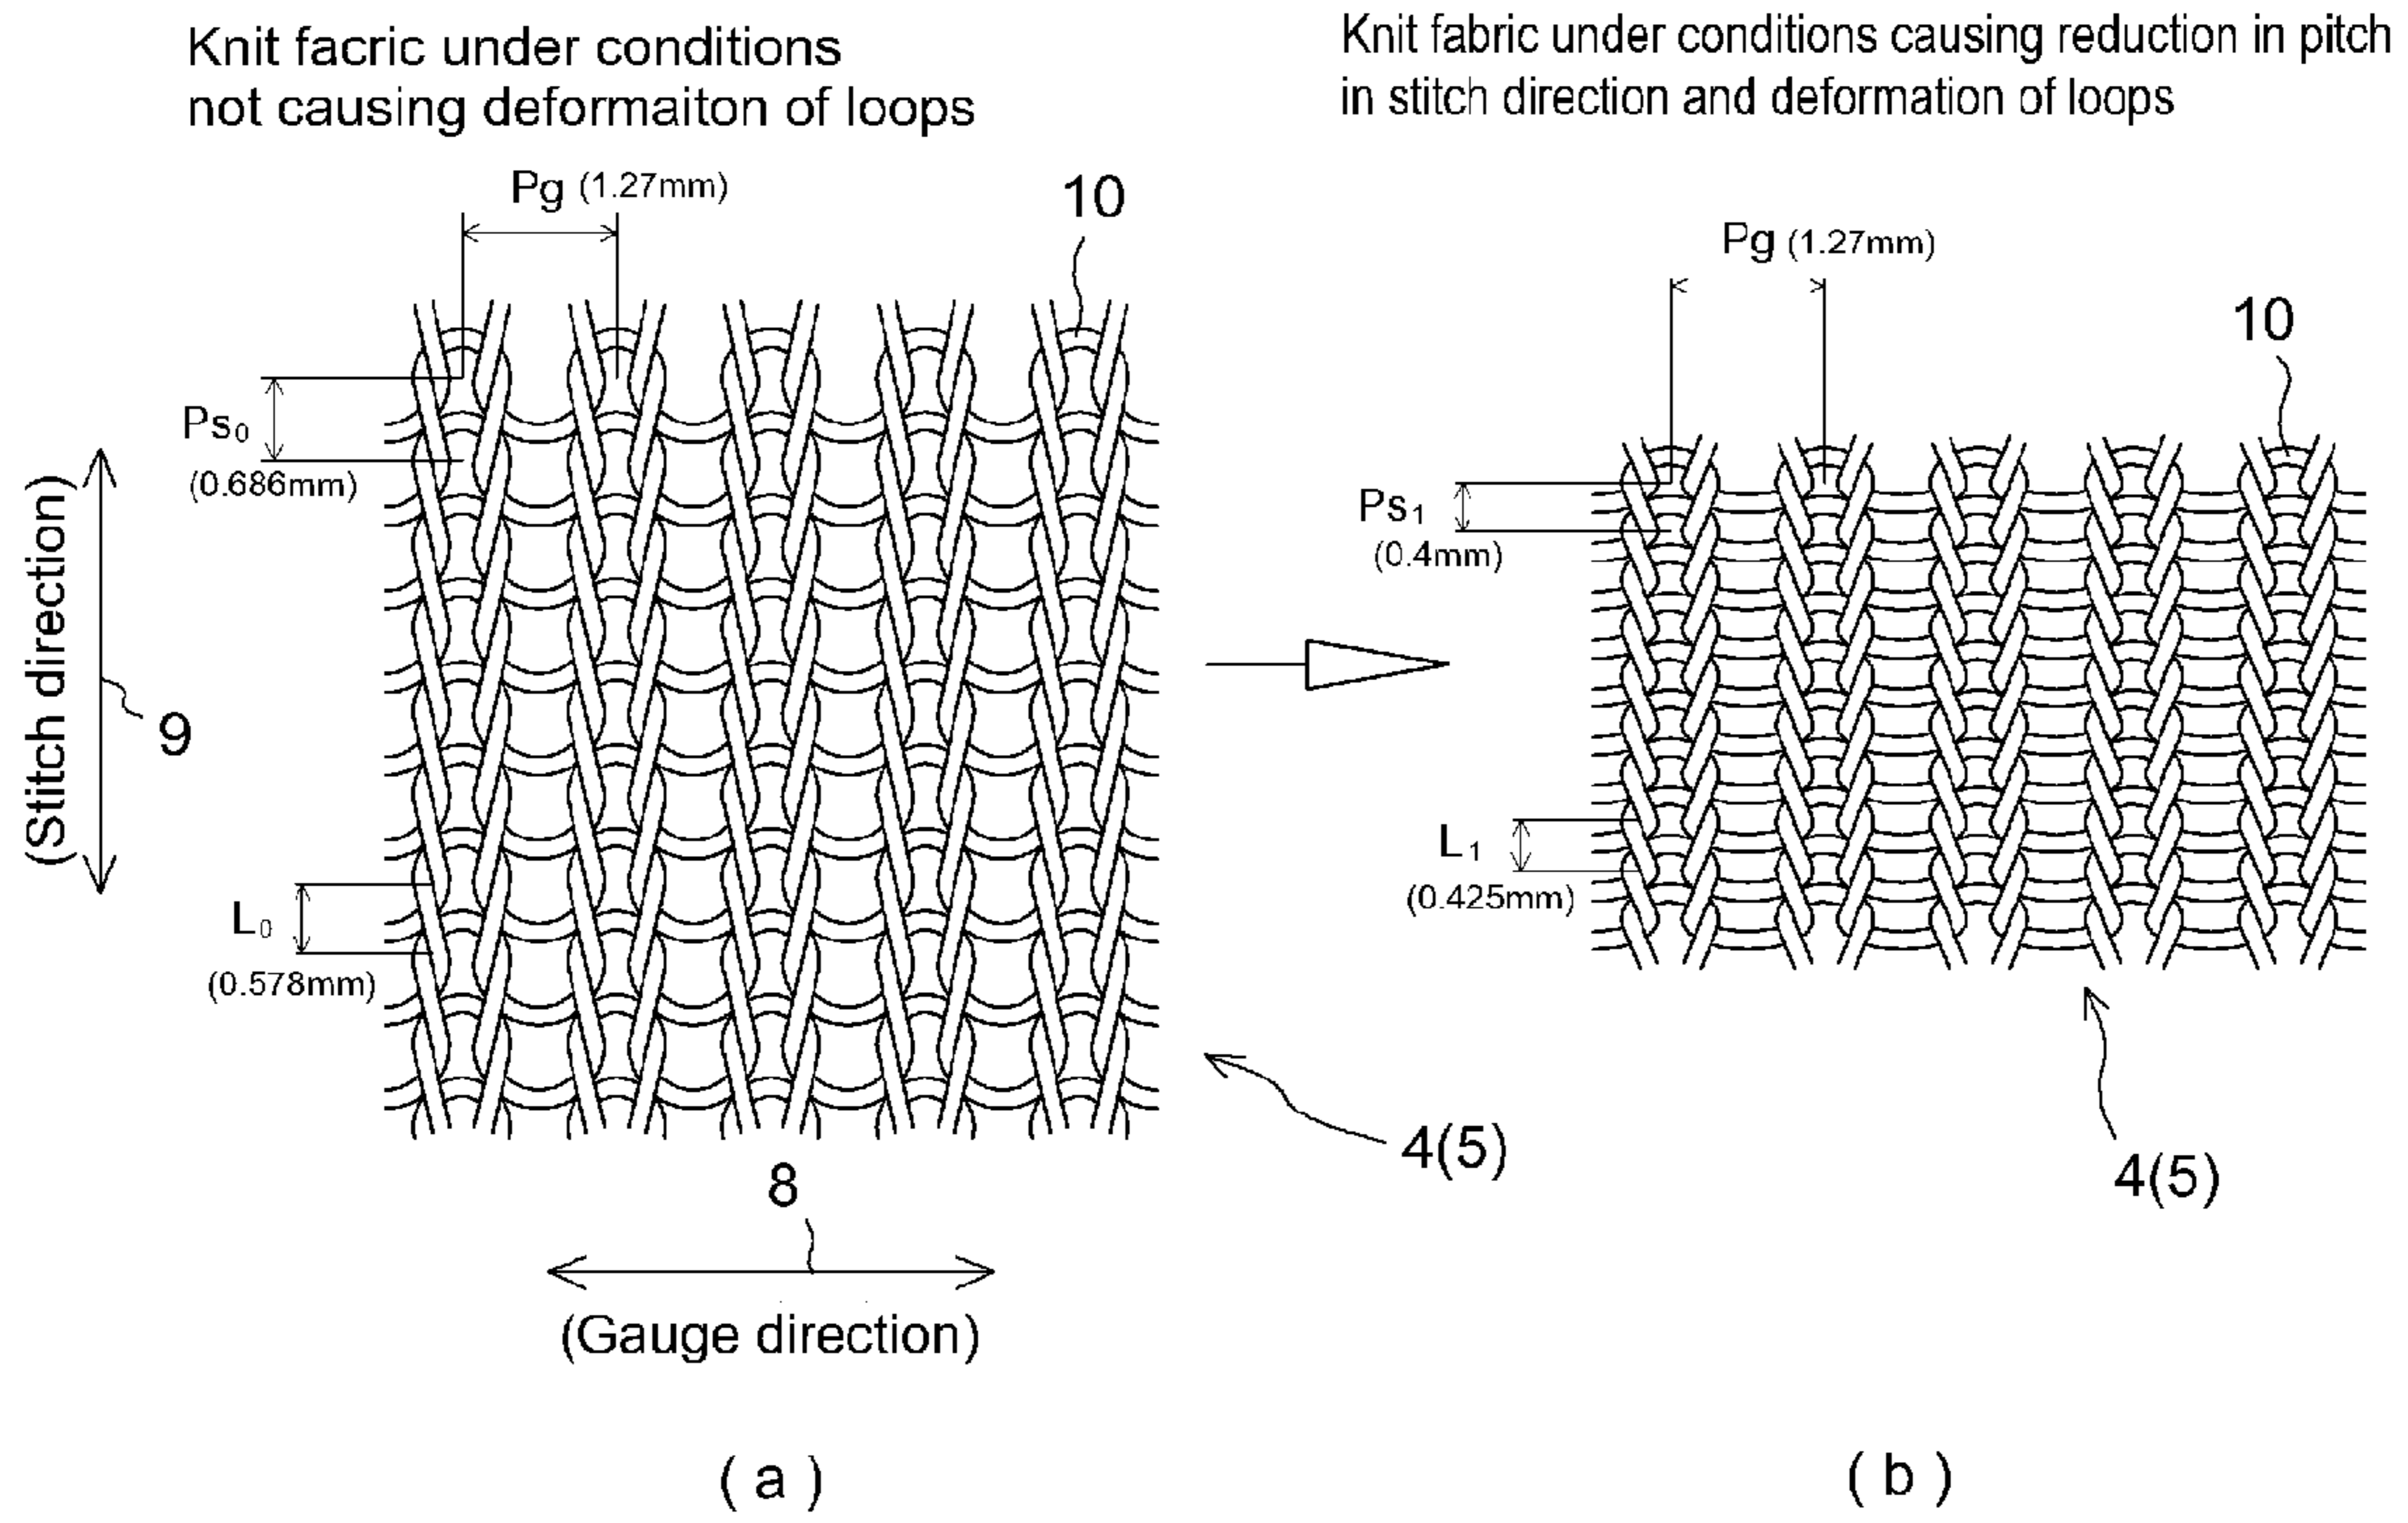 Knit facric under conditions
not causing deformaiton of loops
Pg (1.27mm)
10
Ps₀
(0.686mm)
(Stitch direction)
9
L₀
(0.578mm)
4(5)
8
(Gauge direction)
( a )
Knit fabric under conditions causing reduction in pitch
in stitch direction and deformation of loops
Pg (1.27mm)
10
Ps₁
(0.4mm)
L₁
(0.425mm)
4(5)
( b )